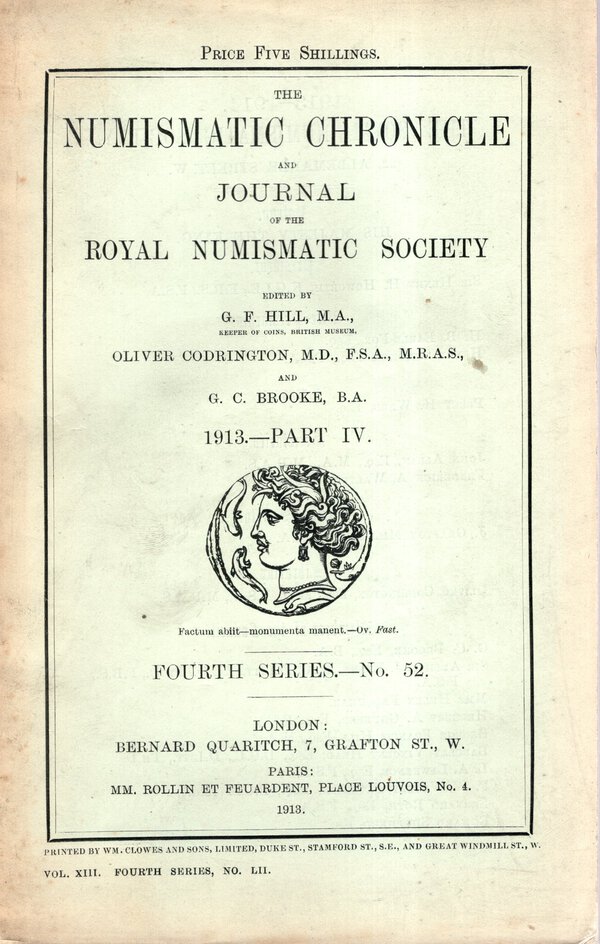 PRICE FIVE SHILLINGS.
THE
NUMISMATIC CHRONICLE
AND
JOURNAL
OF THE
ROYAL NUMISMATIC SOCIETY
EDITED BY
G. F. HILL, M.A.,
KEEPER OF COINS, BRITISH MUSEUM,
OLIVER CODRINGTON, M.D., F.S.A., M.R.A.S.,
AND
G. C. BROOKE, B.A.
1913.—PART IV.
Factum abiit—monumenta manent.—Ov. Fast.
FOURTH SERIES.—No. 52.
LONDON:
BERNARD QUARITCH, 7, GRAFTON ST., W.
PARIS:
MM. ROLLIN ET FEUARDENT, PLACE LOUVOIS, No. 4.
1913.
PRINTED BY WM. CLOWES AND SONS, LIMITED, DUKE ST., STAMFORD ST., S.E., AND GREAT WINDMILL ST., W.
VOL. XIII. FOURTH SERIES, NO. LII.